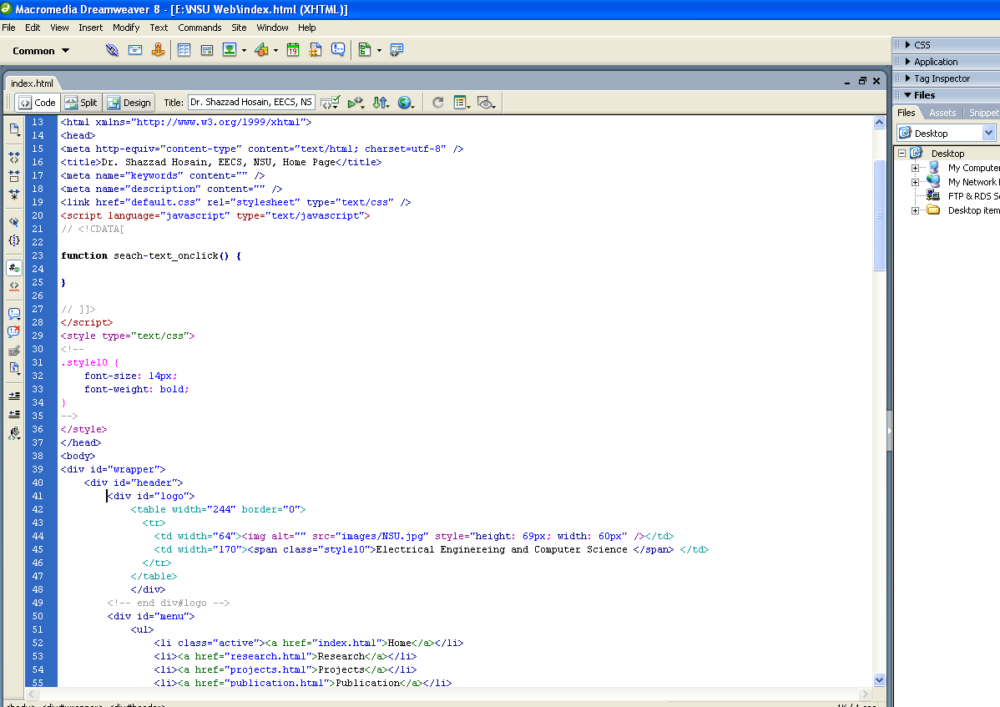 Macromedia Dreamweaver 8 - [E:\NSU Web\index.html (XHTML)]
File Edit View Insert Modify Text Commands Site Window Help
Common
CSS
Application
Tag Inspector
Files
Files Assets Snippet
Desktop
Desktop
My Computer
My Network
FTP & RDS Se
Desktop item
index.html
Code Split Design Title: Dr. Shazzad Hosain, EECS, NS
13 <html xmlns="http://www.w3.org/1999/xhtml">
14 <head>
15 <meta http-equiv="content-type" content="text/html; charset=utf-8" />
16 <title>Dr. Shazzad Hosain, EECS, NSU, Home Page</title>
17 <meta name="keywords" content="" />
18 <meta name="description" content="" />
19 <link href="default.css" rel="stylesheet" type="text/css" />
20 <script language="javascript" type="text/javascript">
21 // <!CDATA[
22
23 function seach-text_onclick() {
24
25 }
26
27 // ]]>
28 </script>
29 <style type="text/css">
30 <!--
31 .style10 {
32 font-size: 14px;
33 font-weight: bold;
34 }
35 -->
36 </style>
37 </head>
38 <body>
39 <div id="wrapper">
40 <div id="header">
41 <div id="logo">
42 <table width="244" border="0">
43 <tr>
44 <td width="64"><img alt="" src="images/NSU.jpg" style="height: 69px; width: 60px" /></td>
45 <td width="170"><span class="style10">Electrical Enginereing and Computer Science </span> </td>
46 </tr>
47 </table>
48 </div>
49 <!-- end div#logo -->
50 <div id="menu">
51 <ul>
52 <li class="active"><a href="index.html">Home</a></li>
53 <li><a href="research.html">Research</a></li>
54 <li><a href="projects.html">Projects</a></li>
55 <li><a href="publication.html">Publication</a></li>